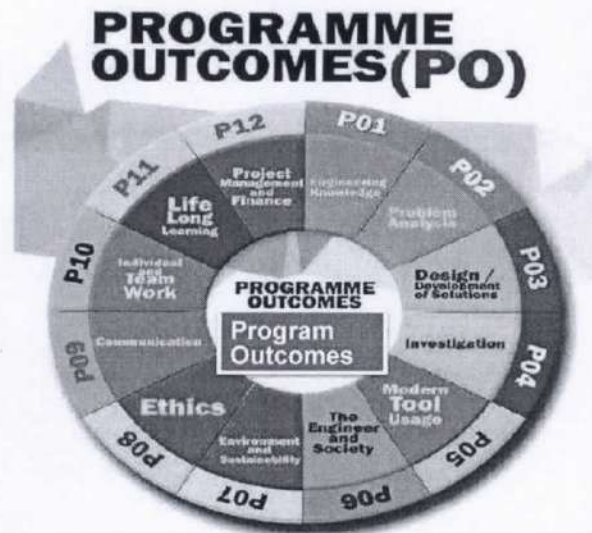 PROGRAMME
OUTCOMES(PO)
P01
Engineering
Knowledge
P02
Problem
Analysis
P03
Design /
Development
of Solutions
P04
Investigation
P05
Modern
Tool
Usage
P06
The
Engineer
and
Society
P07
Environment
and
Sustainability
P08
Ethics
P09
Communication
P10
Individual
and
Team
Work
P11
Life
Long
Learning
P12
Project
Management
and
Finance
PROGRAMME
OUTCOMES
Program
Outcomes